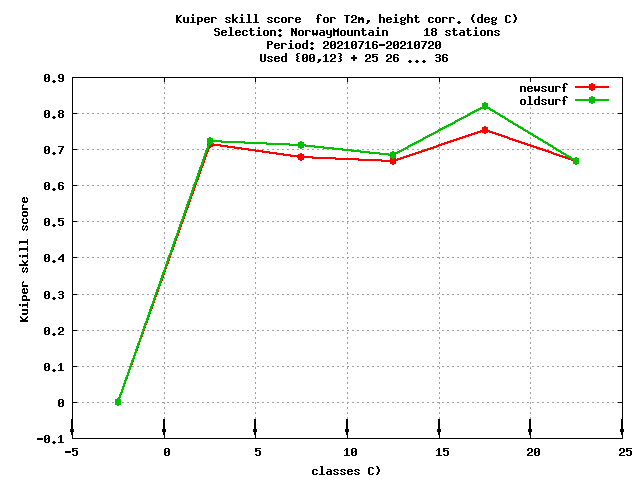 Kuiper skill score  for T2m, height corr. (deg C)
Selection: NorwayMountain     18 stations
Period: 20210716-20210720
Used {00,12} + 25 26 ... 36
newsurf
oldsurf
0.9
0.8
0.7
0.6
0.5
0.4
0.3
0.2
0.1
0
-0.1
Kuiper skill score
-5 0 5 10 15 20 25
classes C)